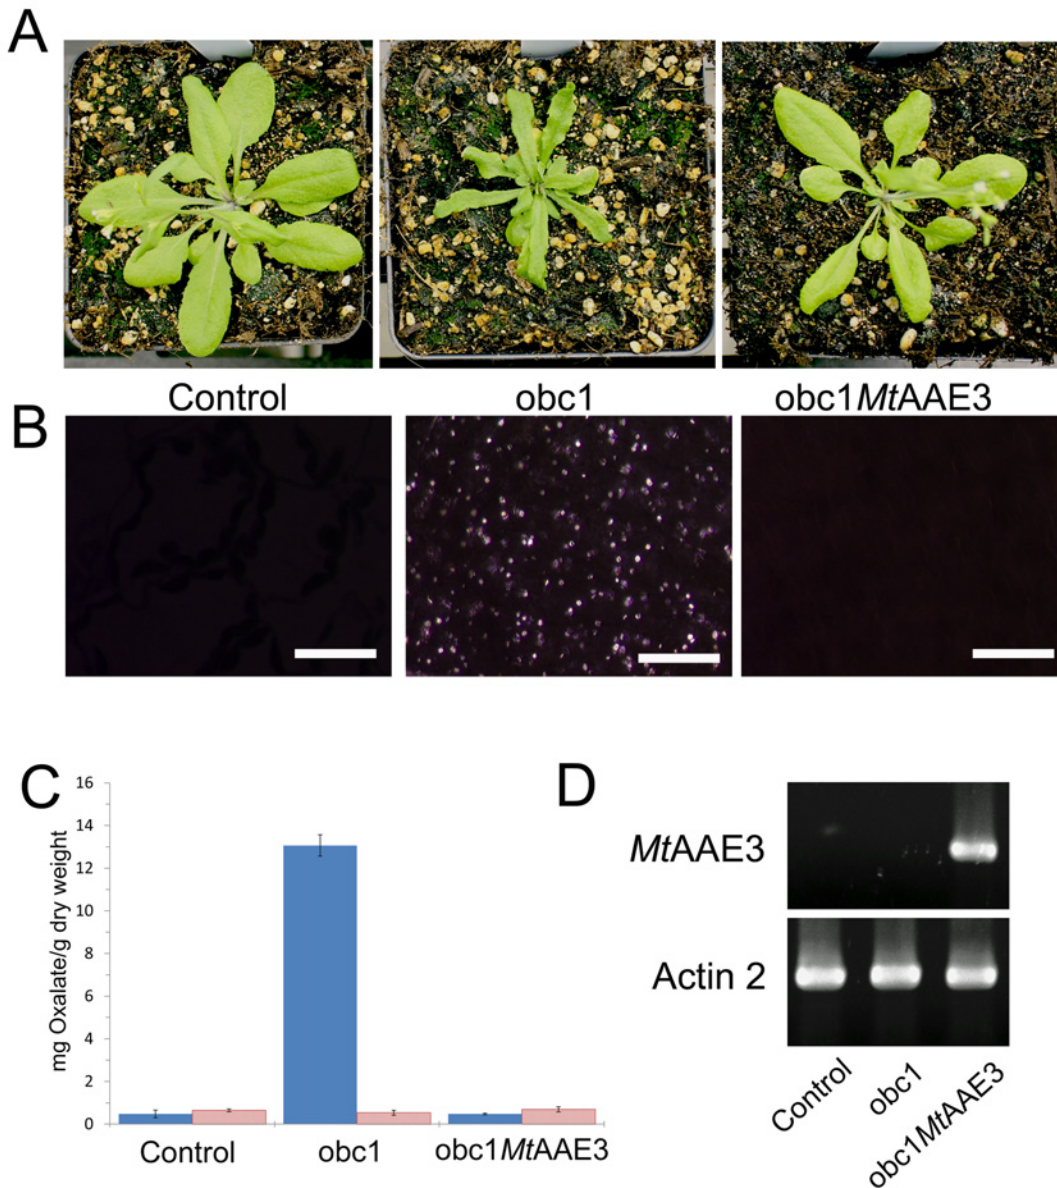 A
Control obc1 obc1MtAAE3
B
C
mg Oxalate/g dry weight
16
14
12
10
8
6
4
2
0
Control obc1 obc1MtAAE3
D
MtAAE3
Actin 2
Control obc1 obc1MtAAE3